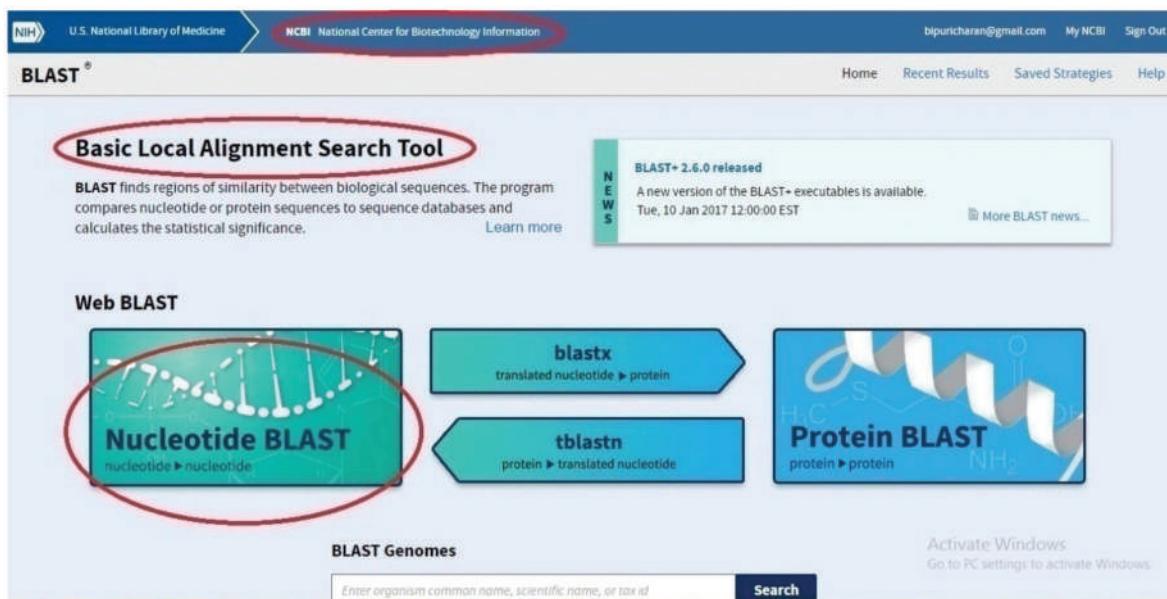 NIH U.S. National Library of Medicine NCBI National Center for Biotechnology Information bipuricharan@gmail.com My NCBI Sign Out
BLAST ® Home Recent Results Saved Strategies Help
Basic Local Alignment Search Tool
BLAST finds regions of similarity between biological sequences. The program
compares nucleotide or protein sequences to sequence databases and
calculates the statistical significance. Learn more
NEWS
BLAST+ 2.6.0 released
A new version of the BLAST+ executables is available.
Tue, 10 Jan 2017 12:00:00 EST
More BLAST news...
Web BLAST
Nucleotide BLAST
nucleotide ▶ nucleotide
blastx
translated nucleotide ▶ protein
tblastn
protein ▶ translated nucleotide
H₃C S O OH NH₂
Protein BLAST
protein ▶ protein
BLAST Genomes
Enter organism common name, scientific name, or tax id Search
Activate Windows
Go to PC settings to activate Windows.